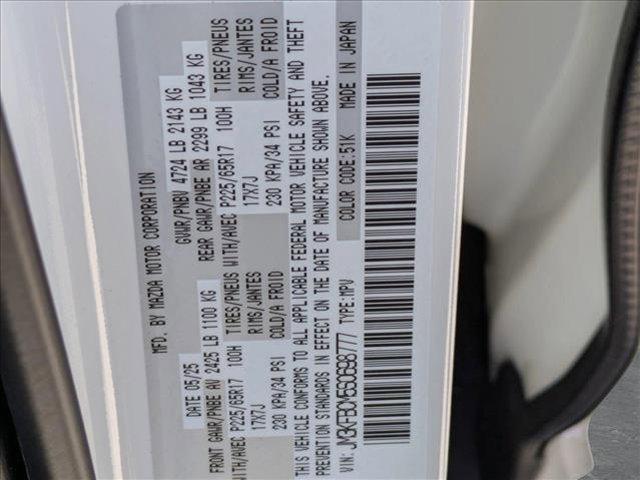 MFD. BY MAZDA MOTOR CORPORATION
DATE 05/25 GVWR/PNBV 4724 LB 2143 KG
FRONT GAWR/PNBE AV 2425 LB 1100 KG REAR GAWR/PNBE AR 2299 LB 1043 KG
WITH/AVEC P225/65R17 100H TIRES/PNEUS WITH/AVEC P225/65R17 100H TIRES/PNEUS
17X7J RIMS/JANTES 17X7J RIMS/JANTES
230 KPA/34 PSI COLD/A FROID 230 KPA/34 PSI COLD/A FROID
THIS VEHICLE CONFORMS TO ALL APPLICABLE FEDERAL MOTOR VEHICLE SAFETY AND THEFT
PREVENTION STANDARDS IN EFFECT ON THE DATE OF MANUFACTURE SHOWN ABOVE.
VIN: JM3KFBCM5S0698777 TYPE:MPV COLOR CODE:51K MADE IN JAPAN